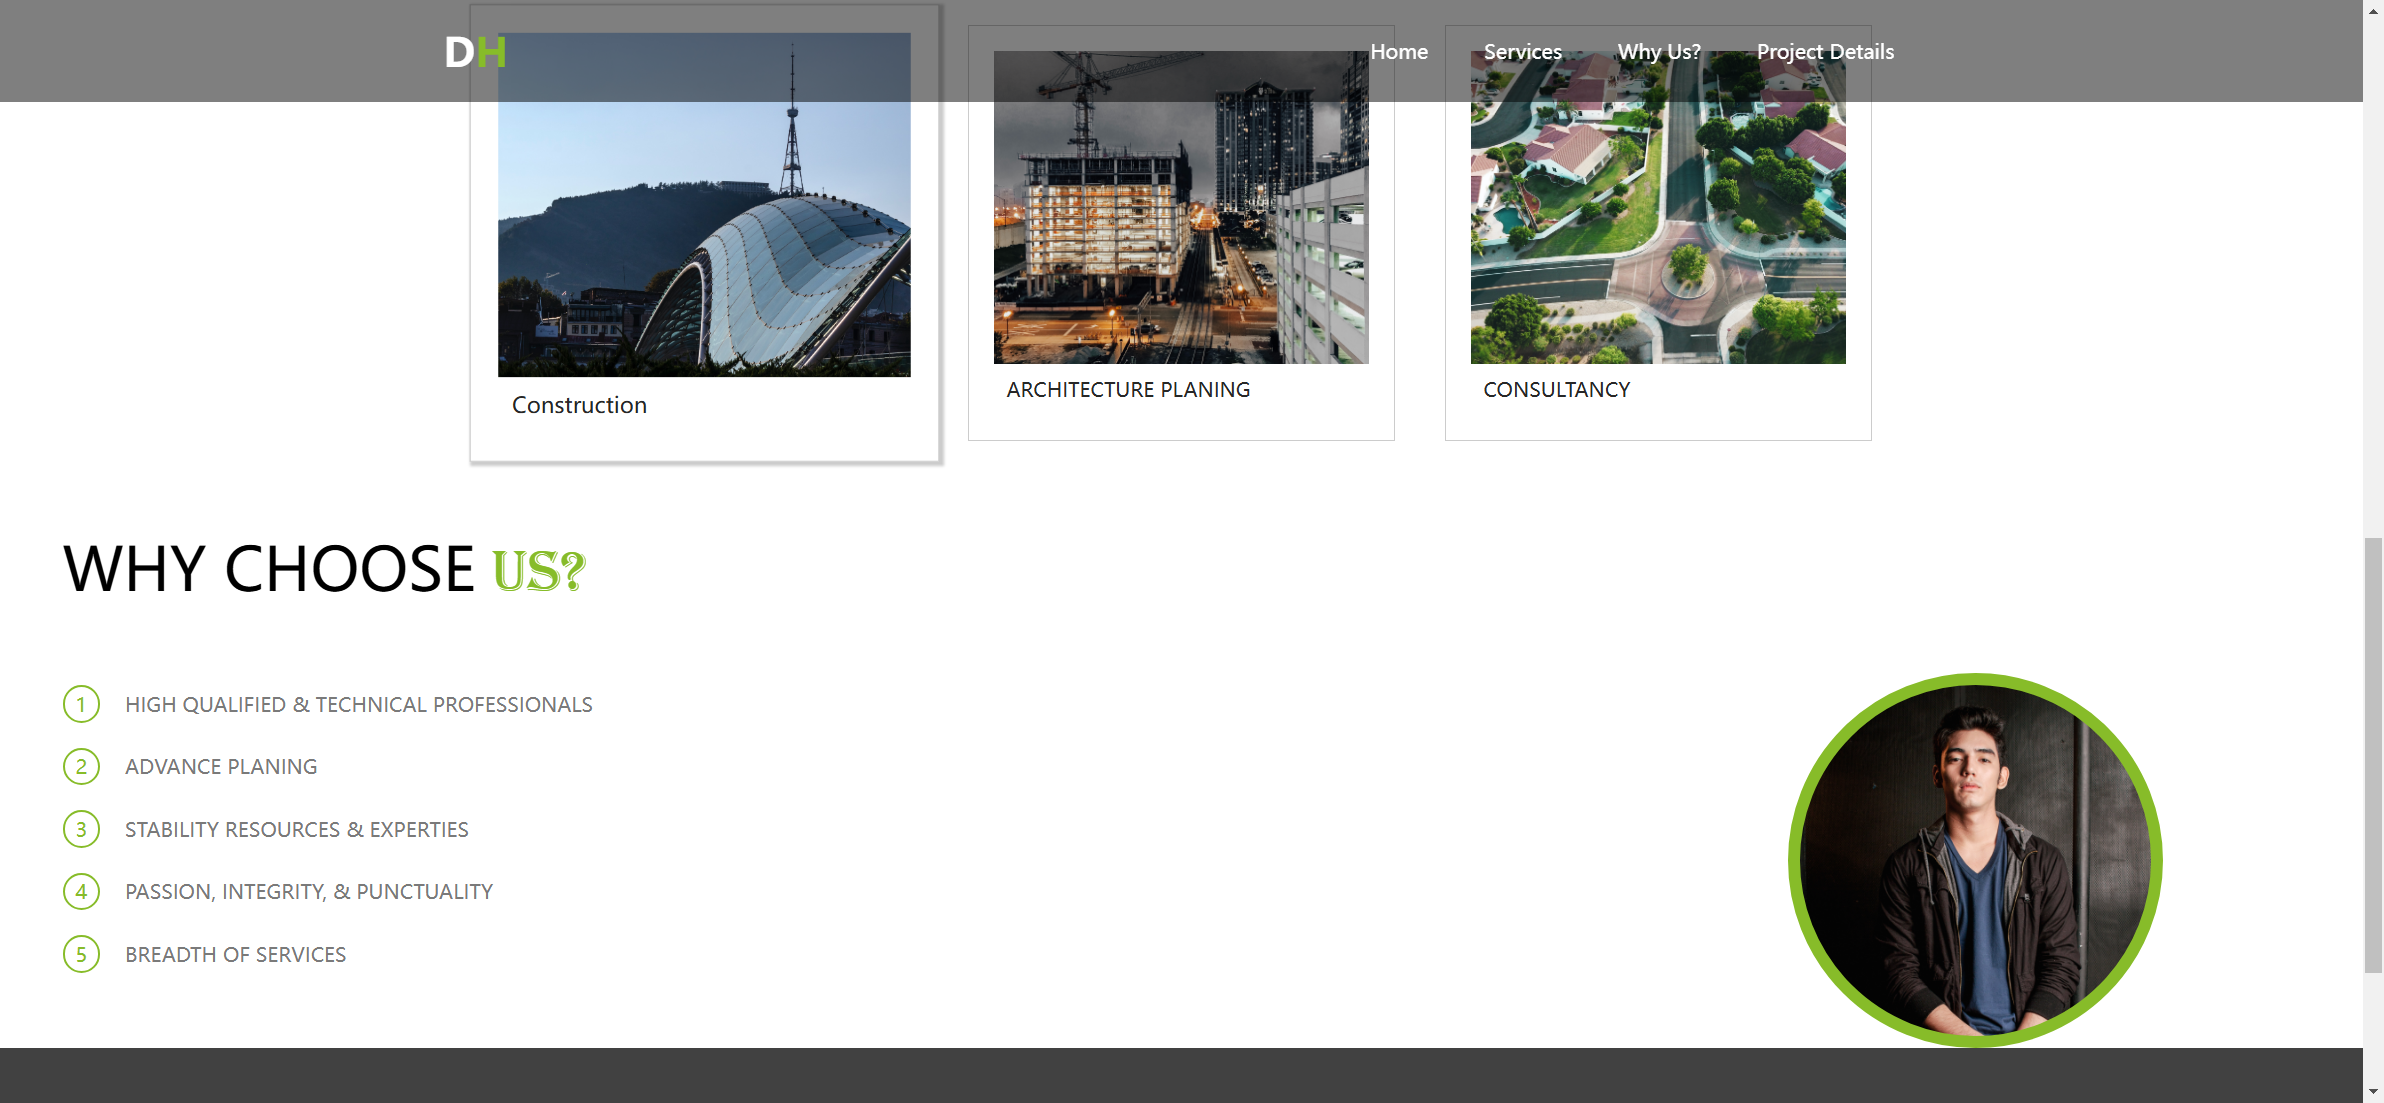 DH
Home Services Why Us? Project Details
Construction
ARCHITECTURE PLANING
CONSULTANCY
WHY CHOOSE US?
1 HIGH QUALIFIED & TECHNICAL PROFESSIONALS
2 ADVANCE PLANING
3 STABILITY RESOURCES & EXPERTIES
4 PASSION, INTEGRITY, & PUNCTUALITY
5 BREADTH OF SERVICES